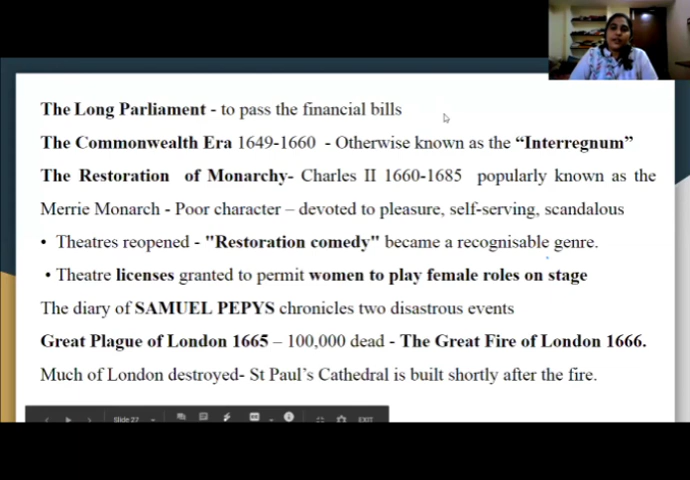 The Long Parliament - to pass the financial bills
The Commonwealth Era 1649-1660 - Otherwise known as the “Interregnum”
The Restoration of Monarchy- Charles II 1660-1685 popularly known as the
Merrie Monarch - Poor character – devoted to pleasure, self-serving, scandalous
• Theatres reopened - "Restoration comedy" became a recognisable genre.
• Theatre licenses granted to permit women to play female roles on stage
The diary of SAMUEL PEPYS chronicles two disastrous events
Great Plague of London 1665 – 100,000 dead - The Great Fire of London 1666.
Much of London destroyed- St Paul’s Cathedral is built shortly after the fire.
Slide 27 EXIT